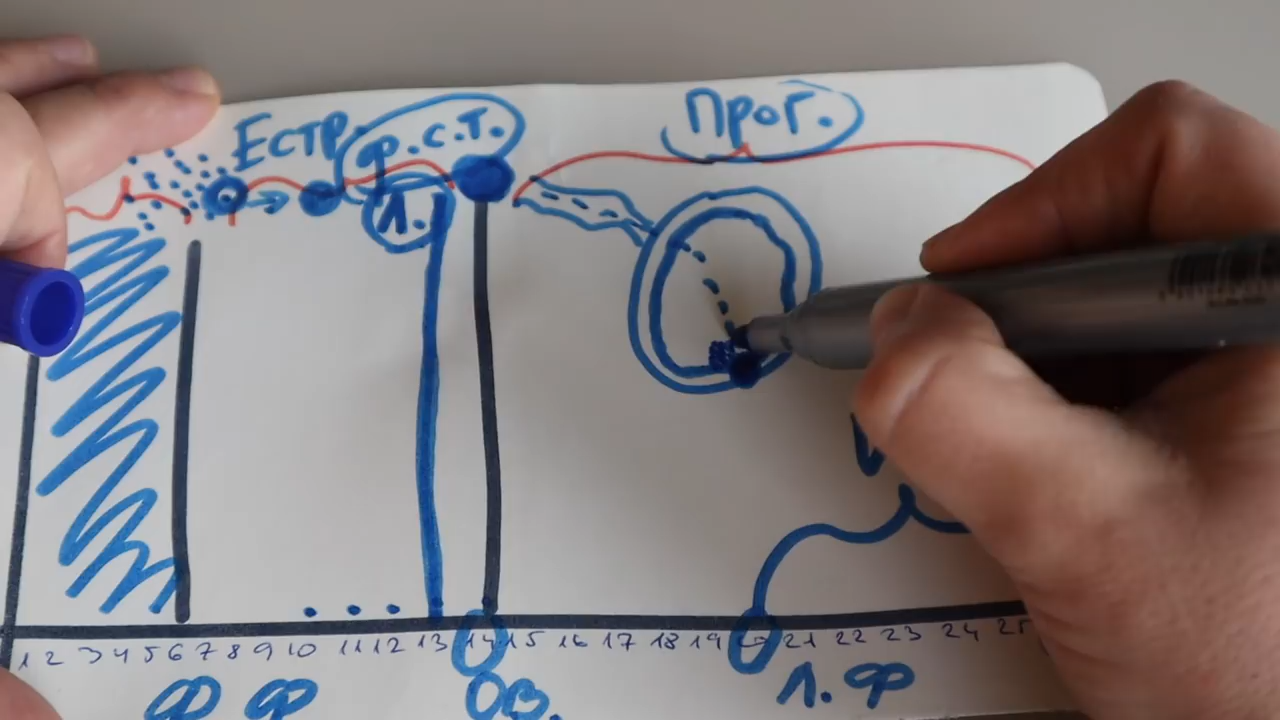 Естр. ф.с.т. Прог.
Л.
1 2 3 4 5 6 7 8 9 10 11 12 13 14 15 16 17 18 19 21 22 23 24 25
ФФ ОВ. Л.Ф